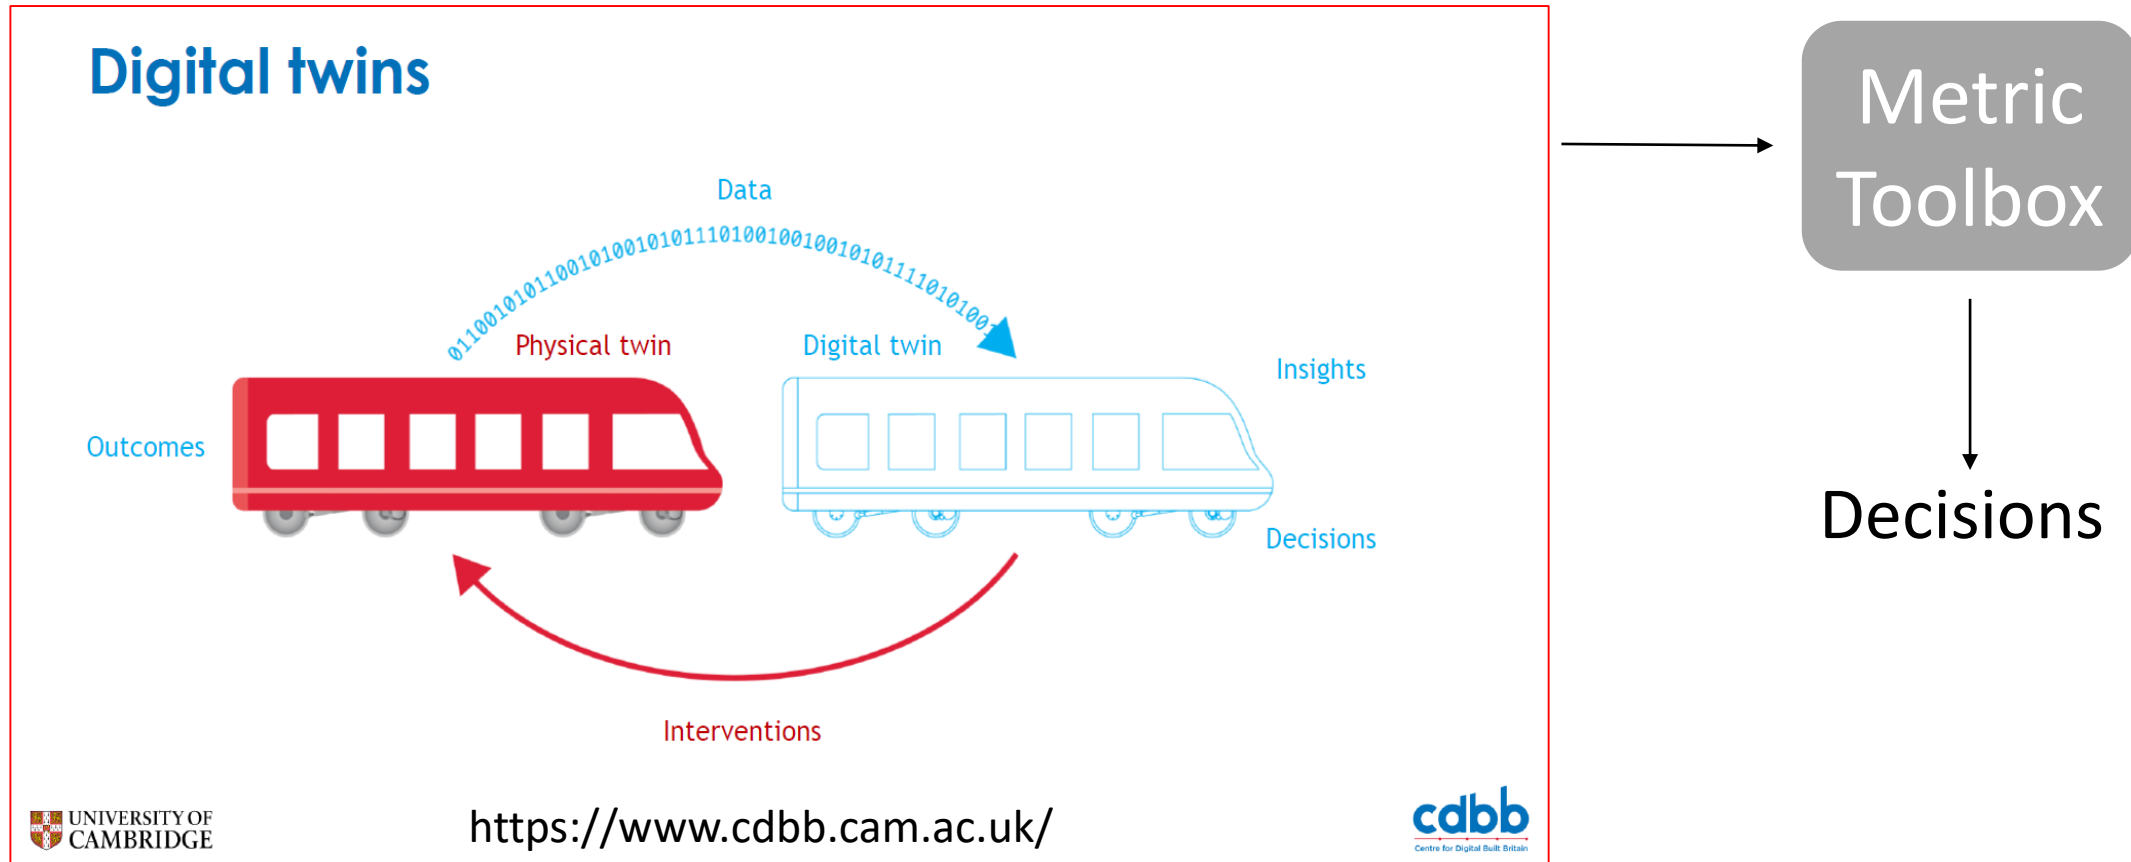 Digital twins
Metric
Toolbox
Data
Physical twin
Digital twin
Insights
Outcomes
Decisions
Decisions
Interventions
UNIVERSITY OF
CAMBRIDGE
https://www.cdbb.cam.ac.uk/
cdbb
Centre for Digital Built Britain